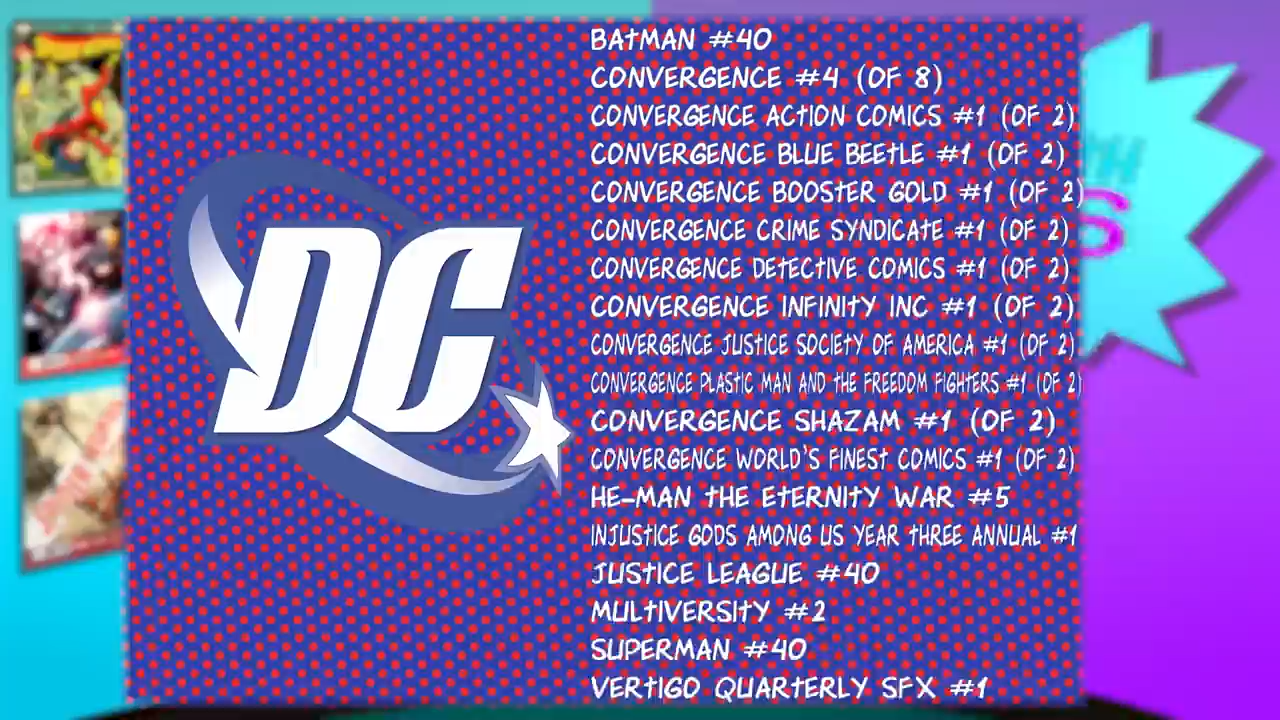 DC
BATMAN #40
CONVERGENCE #4 (OF 8)
CONVERGENCE ACTION COMICS #1 (OF 2)
CONVERGENCE BLUE BEETLE #1 (OF 2)
CONVERGENCE BOOSTER GOLD #1 (OF 2)
CONVERGENCE CRIME SYNDICATE #1 (OF 2)
CONVERGENCE DETECTIVE COMICS #1 (OF 2)
CONVERGENCE INFINITY INC #1 (OF 2)
CONVERGENCE JUSTICE SOCIETY OF AMERICA #1 (OF 2)
CONVERGENCE PLASTIC MAN AND THE FREEDOM FIGHTERS #1 (OF 2)
CONVERGENCE SHAZAM #1 (OF 2)
CONVERGENCE WORLD'S FINEST COMICS #1 (OF 2)
HE-MAN THE ETERNITY WAR #5
INJUSTICE GODS AMONG US YEAR THREE ANNUAL #1
JUSTICE LEAGUE #40
MULTIVERSITY #2
SUPERMAN #40
VERTIGO QUARTERLY SFX #1